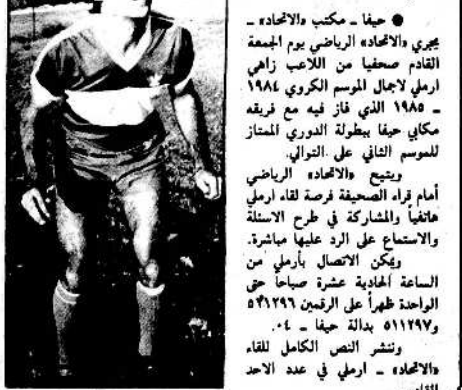 ● حيفا - مكتب «الاتحاد» -
يجري «الاتحاد» الرياضي يوم الجمعة
القادم صحفيا من اللاعب زاهي
ارملي لاجمال الموسم الكروي ١٩٨٤
- ١٩٨٥ الذي فاز فيه مع فريقه
مكابي حيفا ببطولة الدوري الممتاز
للموسم الثاني على التوالي.
ويتيح «الاتحاد» الرياضي
أمام قراء الصحيفة فرصة لقاء ارملي
هاتفياً والمشاركة في طرح الاسئلة
والاستماع على الرد عليها مباشرة.
ويمكن الاتصال بأرملي من
الساعة الحادية عشرة صباحاً حتى
الواحدة ظهراً على الرقمين ٥١١٢٩٦
و٥١١٢٩٧ بدالة حيفا - ٠٤.
وننشر النص الكامل للقاء
«الاتحاد» - ارملي في عدد الاحد